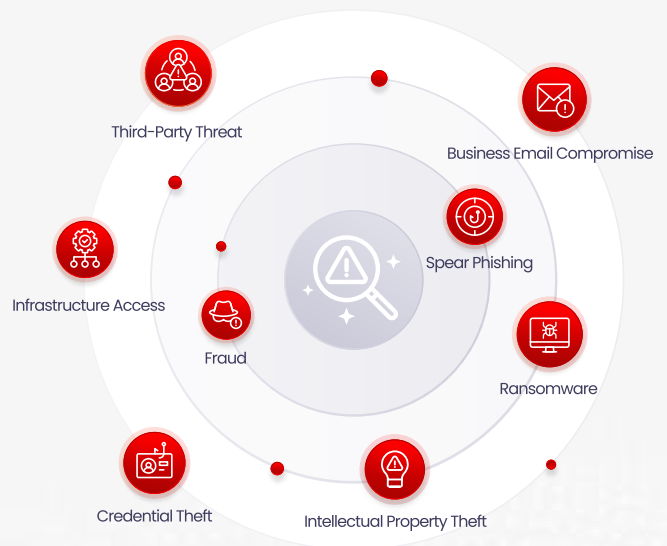 Third-Party Threat
Business Email Compromise
Spear Phishing
Infrastructure Access
Fraud
Ransomware
Credential Theft
Intellectual Property Theft